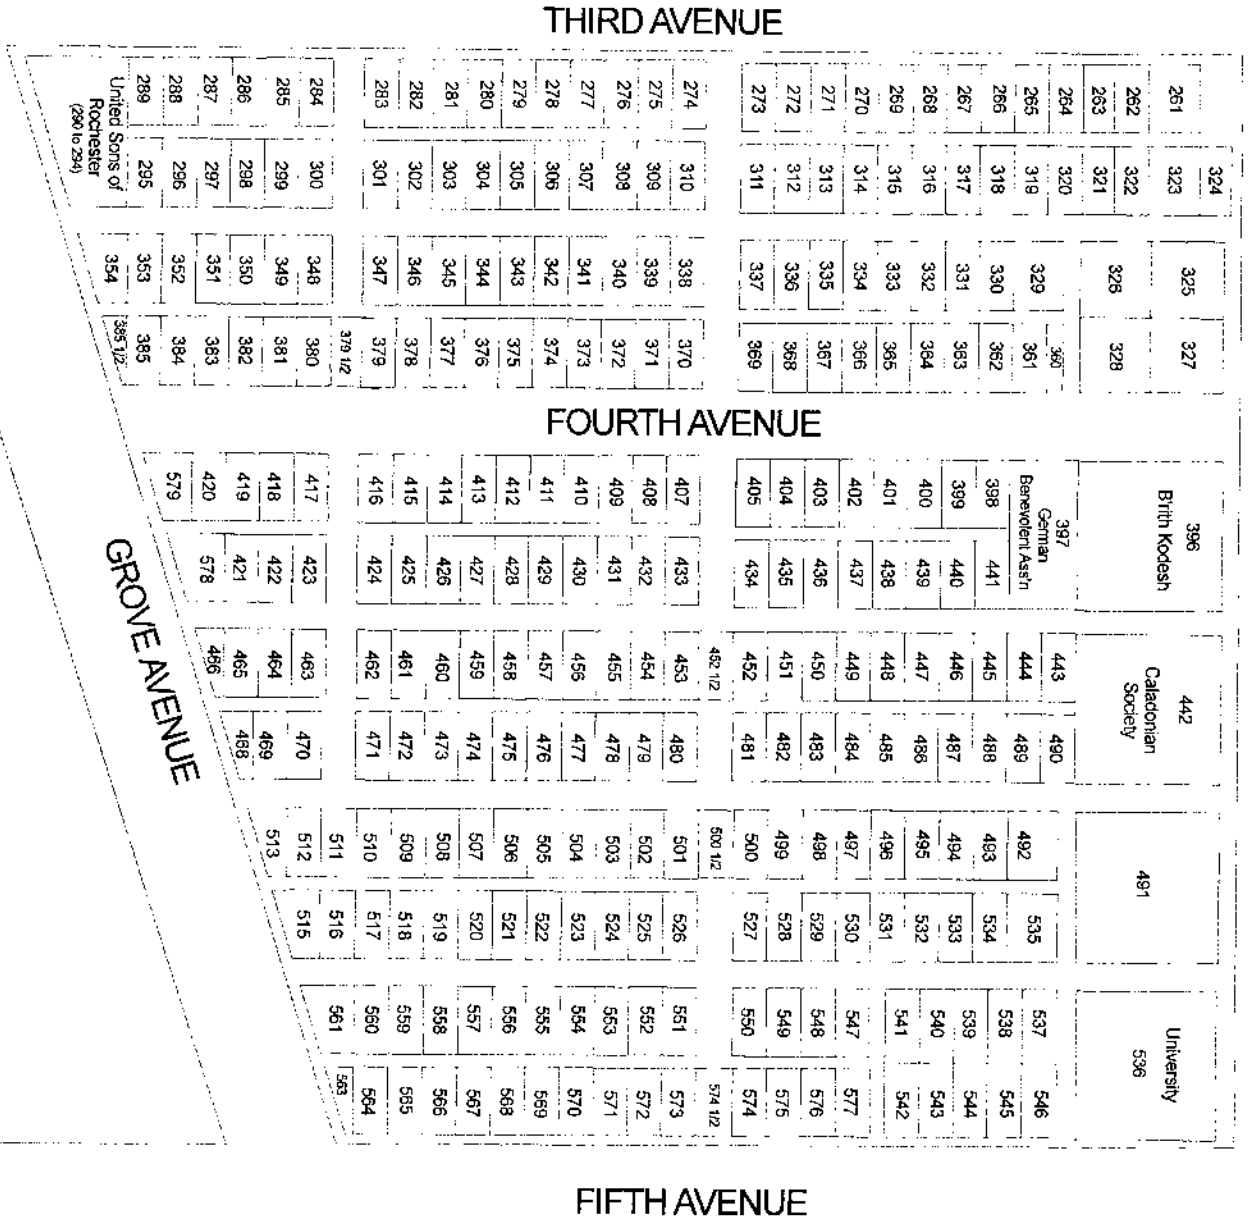 THIRD AVENUE
289 288 287 286 285 284 283 282 281 280 279 278 277 276 275 274 273 272 271 270 269 268 267 266 265 264 263 262 261
United Sons of
Rochester
(290 to 294)
295 296 297 298 299 300 301 302 303 304 305 306 307 308 309 310 311 312 313 314 315 316 317 318 319 320 321 322 323 324
354 353 352 351 350 349 348 347 346 345 344 343 342 341 340 339 338 337 336 335 334 333 332 331 330 329 326 325
385 1/2 385 384 383 382 381 380 379 1/2 379 378 377 376 375 374 373 372 371 370 369 368 367 366 365 364 363 362 361 360 328 327
FOURTH AVENUE
579 420 419 418 417 416 415 414 413 412 411 410 409 408 407 405 404 403 402 401 400 399 398
397
German
Benevolent Ass'n
396
B'rith Kodesh
578 421 422 423 424 425 426 427 428 429 430 431 432 433 434 435 436 437 438 439 440 441
GROVE AVENUE
466 465 464 463 462 461 460 459 458 457 456 455 454 453 452 1/2 452 451 450 449 448 447 446 445 444 443
442
Caladonian
Society
468 469 470 471 472 473 474 475 476 477 478 479 480 481 482 483 484 485 486 487 488 489 490
513 512 511 510 509 508 507 506 505 504 503 502 501 500 1/2 500 499 498 497 496 495 494 493 492
491
515 516 517 518 519 520 521 522 523 524 525 526 527 528 529 530 531 532 533 534 535
561 560 559 558 557 556 555 554 553 552 551 550 549 548 547 541 540 539 538 537
University
536
563 564 565 566 567 568 569 570 571 572 573 574 1/2 574 575 576 577 542 543 544 545 546
FIFTH AVENUE